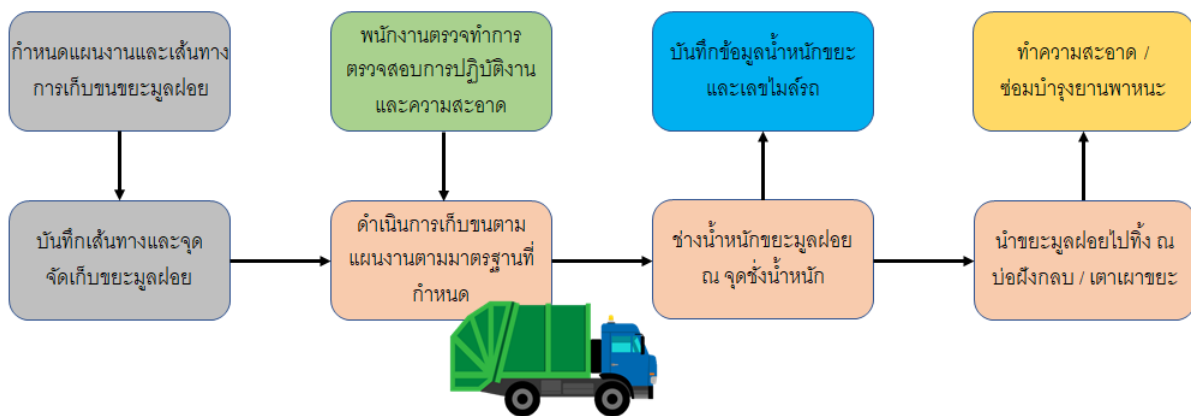 กำหนดแผนงานและเส้นทาง
การเก็บขนขยะมูลฝอย
พนักงานตรวจทำการ
ตรวจสอบการปฏิบัติงาน
และความสะอาด
บันทึกข้อมูลน้ำหนักขยะ
และเลขไมล์รถ
ทำความสะอาด /
ซ่อมบำรุงยานพาหนะ
บันทึกเส้นทางและจุด
จัดเก็บขยะมูลฝอย
ดำเนินการเก็บขนตาม
แผนงานตามมาตรฐานที่
กำหนด
ช่างน้ำหนักขยะมูลฝอย
ณ จุดชั่งน้ำหนัก
นำขยะมูลฝอยไปทิ้ง ณ
บ่อฝังกลบ / เตาเผาขยะ